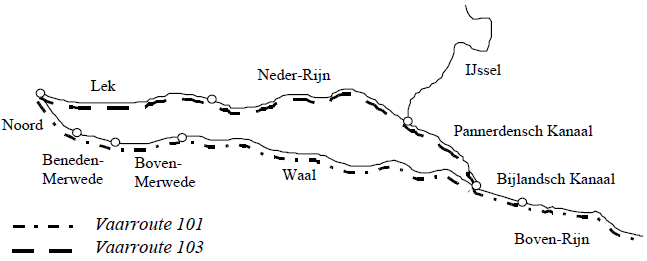 Lek
Neder-Rijn
IJssel
Noord
Pannerdensch Kanaal
Beneden-
Merwede
Boven-
Merwede
Waal
Bijlandsch Kanaal
Boven-Rijn
Vaarroute 101
Vaarroute 103